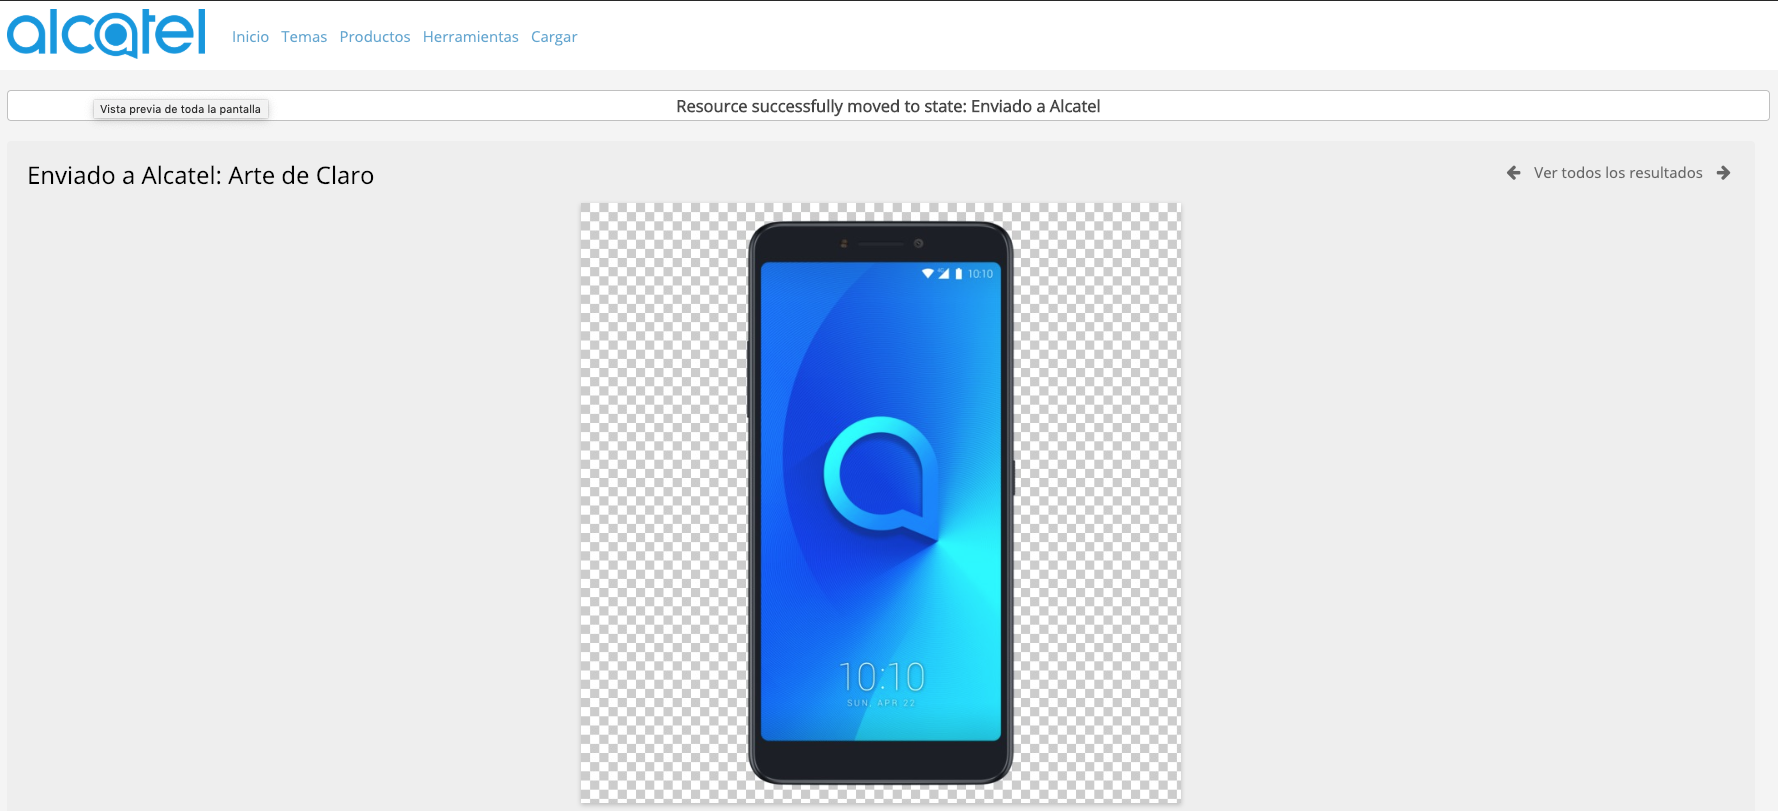 alcatel
Inicio Temas Productos Herramientas Cargar
Vista previa de toda la pantalla
Resource successfully moved to state: Enviado a Alcatel
Enviado a Alcatel: Arte de Claro
Ver todos los resultados
10:10
10:10
SUN, APR 22